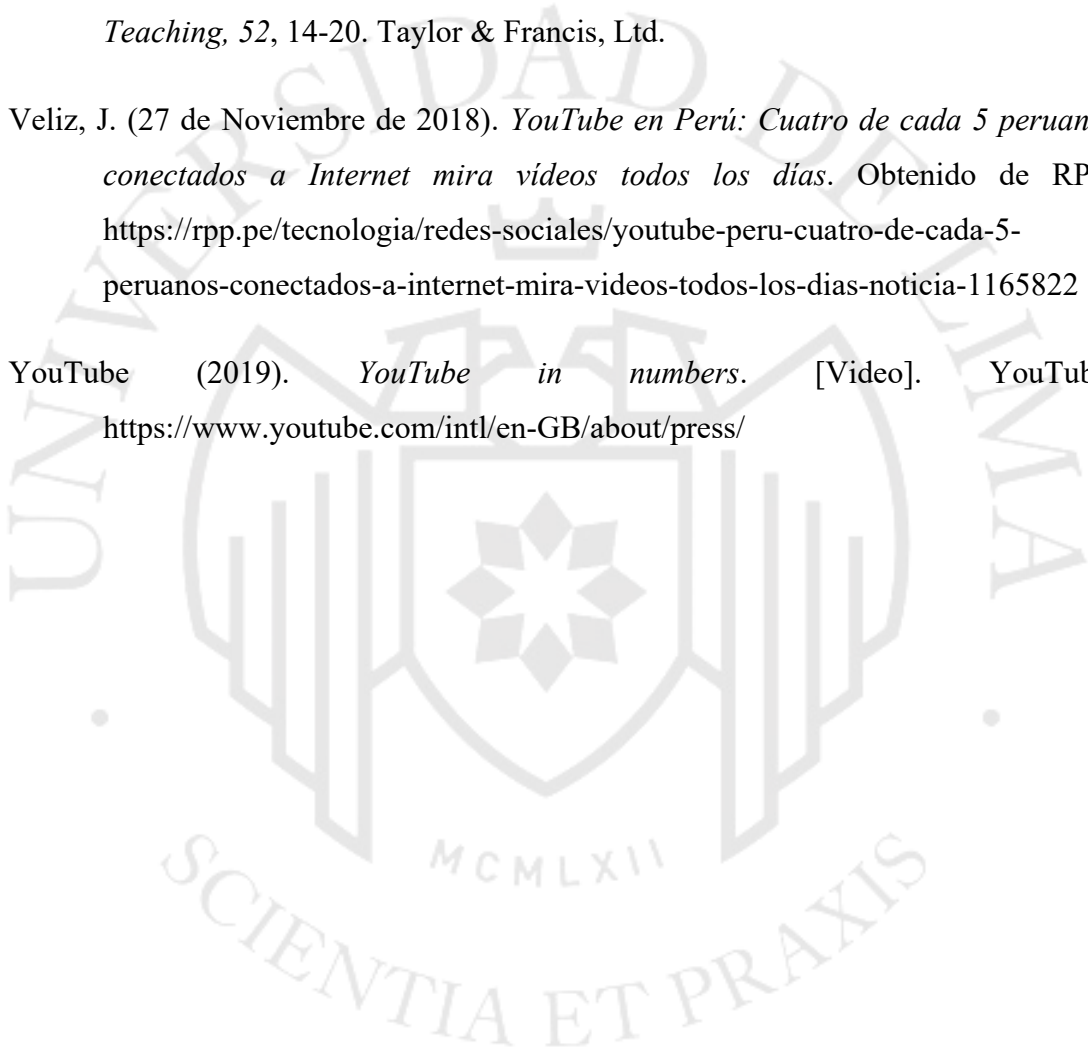 Teaching, 52, 14-20. Taylor & Francis, Ltd.
Veliz, J. (27 de Noviembre de 2018). YouTube en Perú: Cuatro de cada 5 peruan
conectados a Internet mira vídeos todos los días. Obtenido de RP
https://rpp.pe/tecnologia/redes-sociales/youtube-peru-cuatro-de-cada-5-
peruanos-conectados-a-internet-mira-videos-todos-los-dias-noticia-1165822
YouTube (2019). YouTube in numbers. [Video]. YouTub
https://www.youtube.com/intl/en-GB/about/press/
UNIVERSIDAD DE LIMA
MCMLXII
SCIENTIA ET PRAXIS